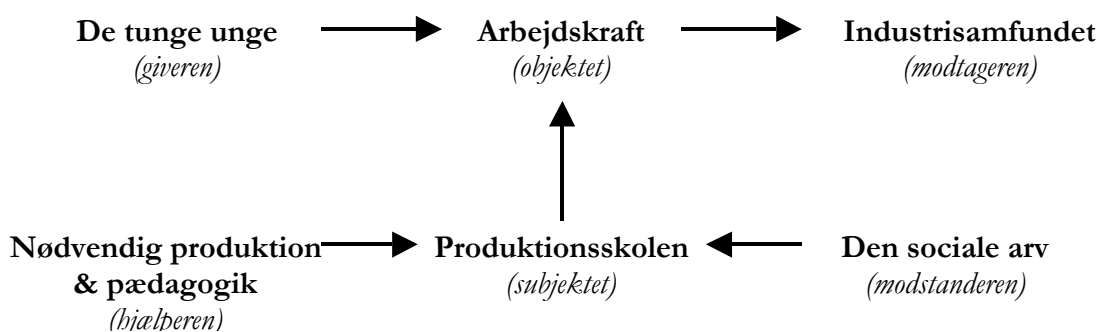 De tunge unge
(giveren)
Arbejdskraft
(objektet)
Industrisamfundet
(modtageren)
Nødvendig produktion
& pædagogik
(hjælperen)
Produktionsskolen
(subjektet)
Den sociale arv
(modstanderen)